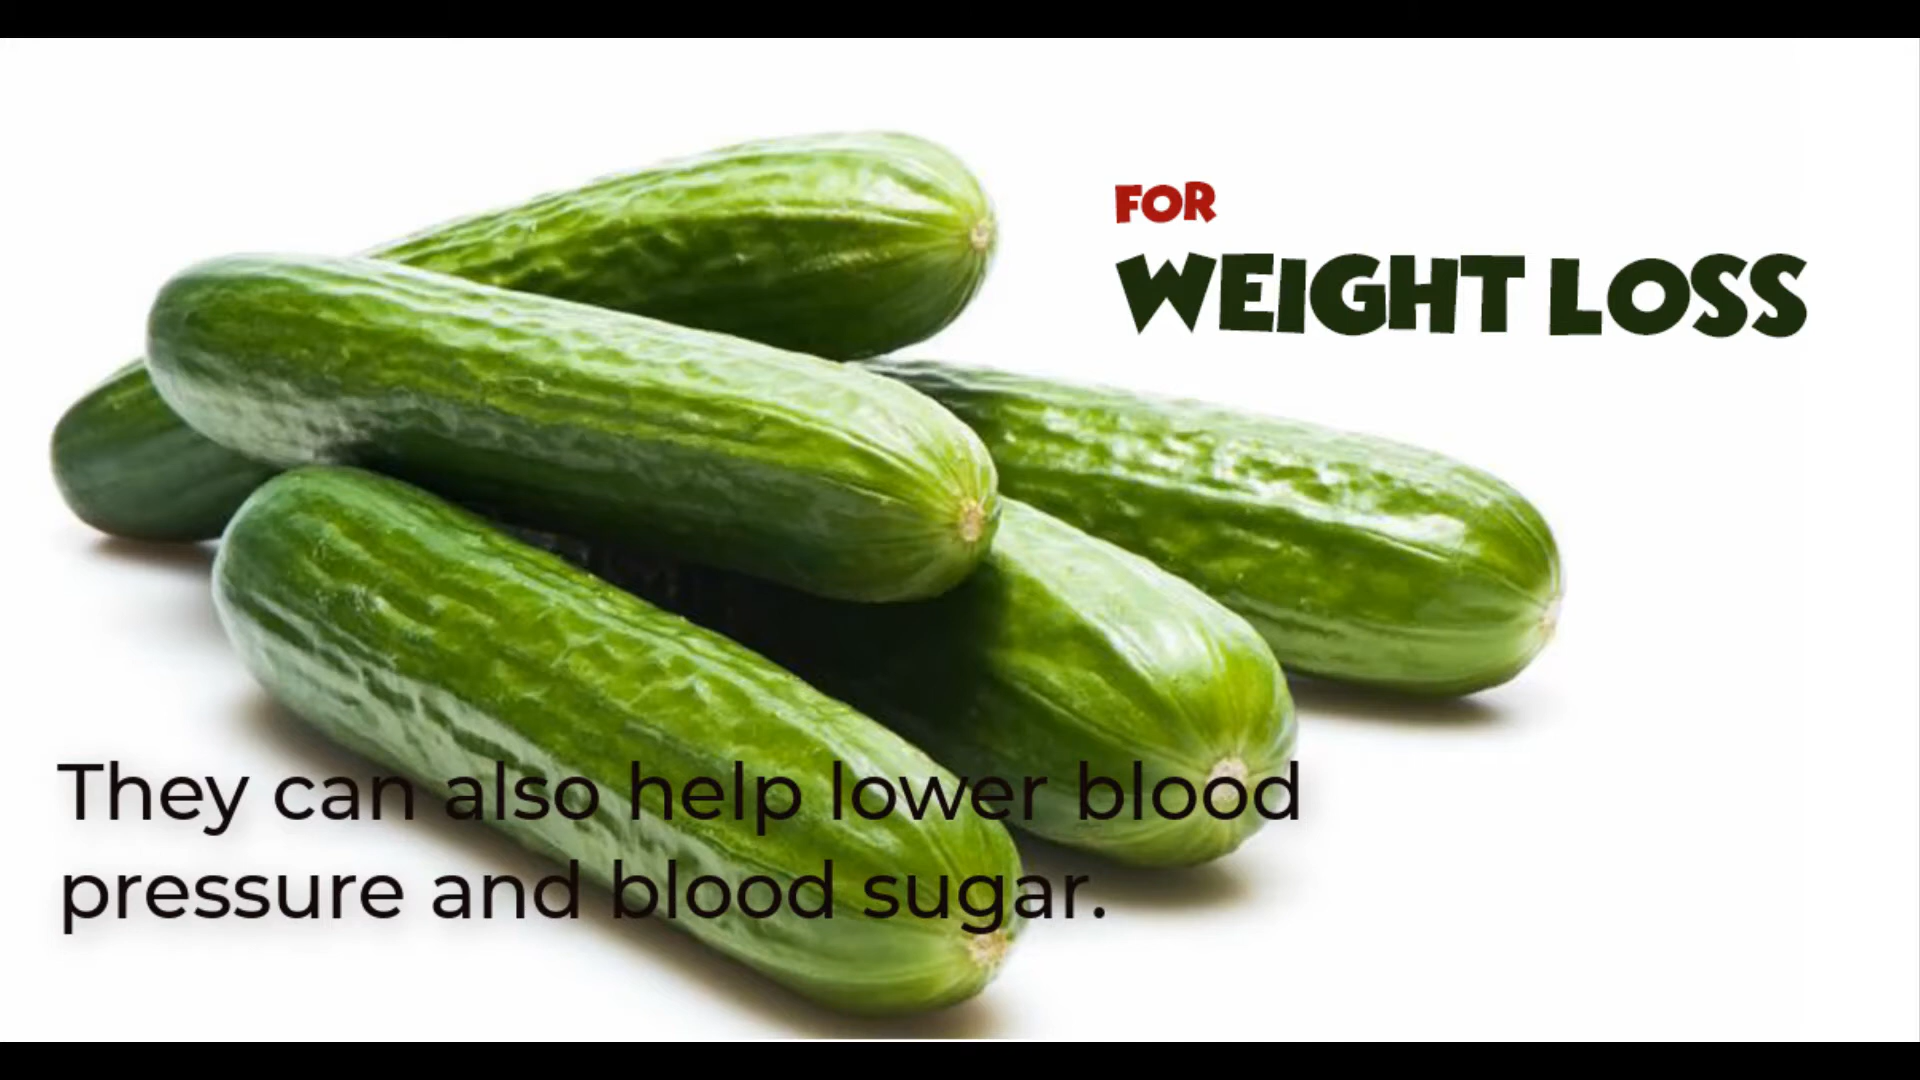 FOR
WEIGHT LOSS
They can also help lower blood
pressure and blood sugar.